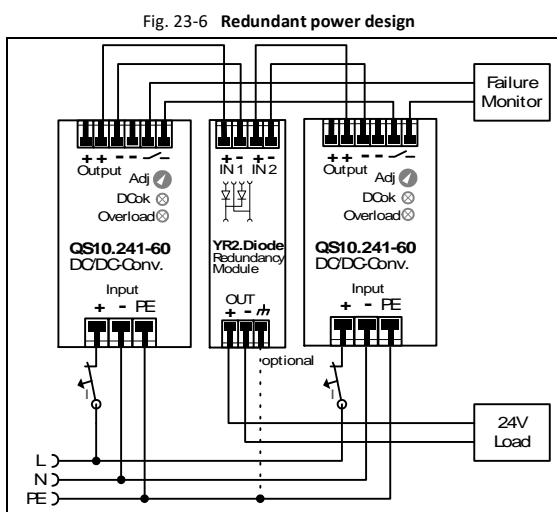 Fig. 23-6 Redundant power design
Failure
Monitor
+ + - -
Output
Adj
DCok
Overload
QS10.241-60
DC/DC-Conv.
Input
+ - PE
I
+ - + -
IN 1 IN 2
YR2.Diode
Redundancy
Module
OUT
+ -
optional
+ + - -
Output
Adj
DCok
Overload
QS10.241-60
DC/DC-Conv.
Input
+ - PE
I
24V
Load
L
N
PE